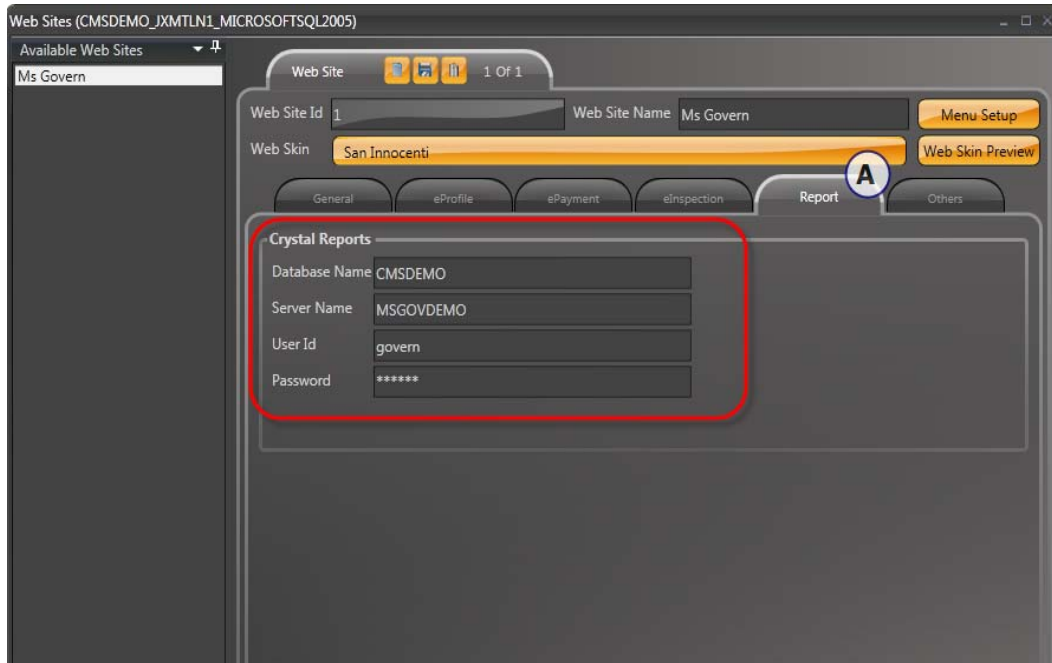 Web Sites (CMSDEMO_JXMTLN1_MICROSOFTSQL2005)
Available Web Sites
Ms Govern
Web Site 1 Of 1
Web Site Id 1 Web Site Name Ms Govern Menu Setup
Web Skin San Innocenti Web Skin Preview
A
General eProfile ePayment eInspection Report Others
Crystal Reports
Database Name CMSDEMO
Server Name MSGOVDEMO
User Id govern
Password ******